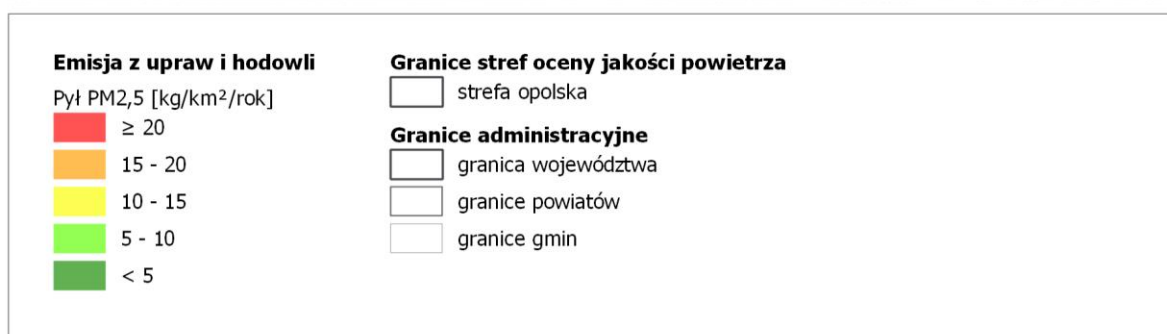 Emisja z upraw i hodowli
Pył PM2,5 [kg/km²/rok]
≥ 20
15 - 20
10 - 15
5 - 10
< 5
Granice stref oceny jakości powietrza
strefa opolska
Granice administracyjne
granica województwa
granice powiatów
granice gmin